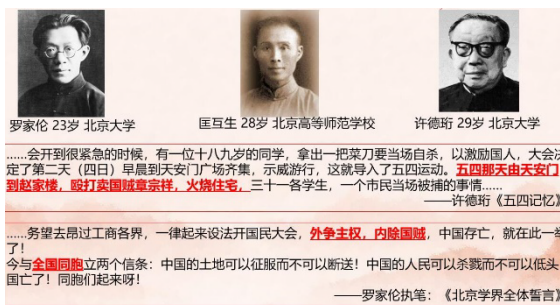 罗家伦 23岁 北京大学
匡互生 28岁 北京高等师范学校
许德珩 29岁 北京大学
……会开到很紧急的时候，有一位十八九岁的同学，拿出一把菜刀要当场自杀，以激励国人，大会决
定了第二天（四日）早晨到天安门广场齐集，示威游行，这就导入了五四运动。五四那天由天安门
到赵家楼，殴打卖国贼章宗祥，火烧住宅，三十一各学生，一个市民当场被捕的事情……
——许德珩《五四记忆》
……务望去昂过工商各界，一律起来设法开国民大会，外争主权，内除国贼，中国存亡，就在此一举
了！
今与全国同胞立两个信条：中国的土地可以征服而不可以断送！中国的人民可以杀戮而不可以低头！
国亡了！同胞们起来呀！
——罗家伦执笔：《北京学界全体誓言》